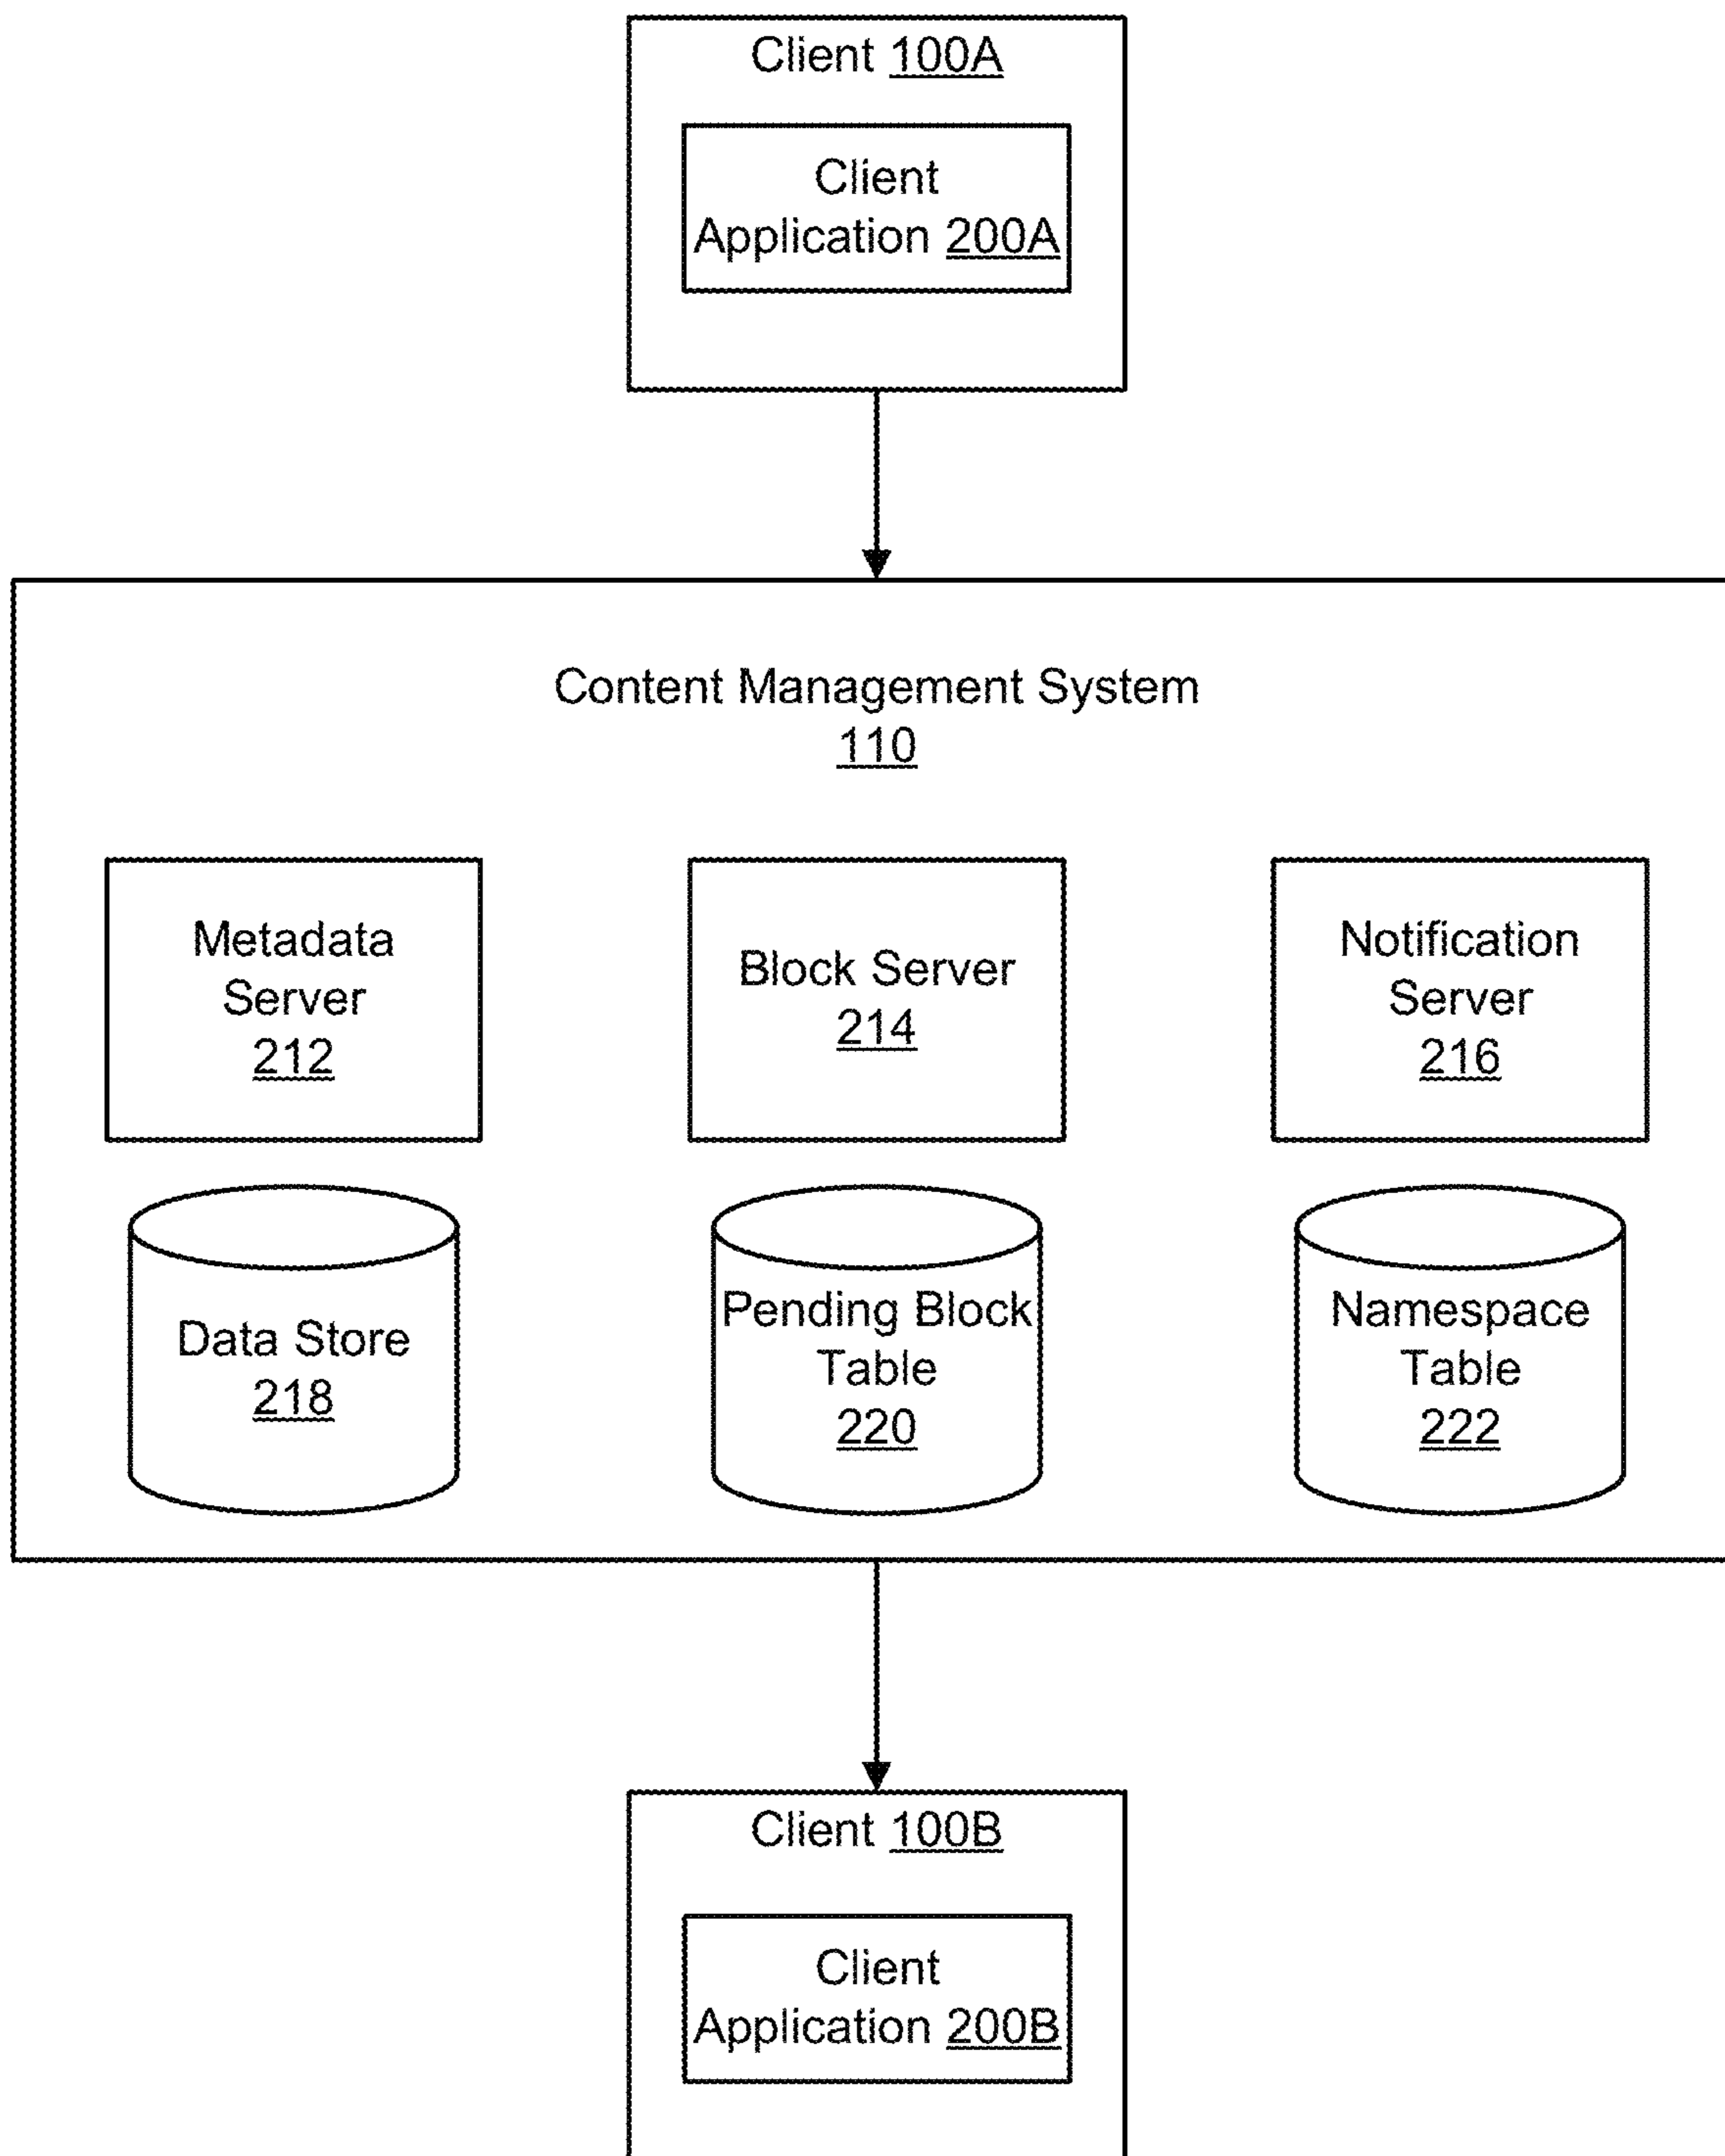 Client 100A
Client
Application 200A
Content Management System
110
Metadata
Server
212
Block Server
214
Notification
Server
216
Data Store
218
Pending Block
Table
220
Namespace
Table
222
Client 100B
Client
Application 200B